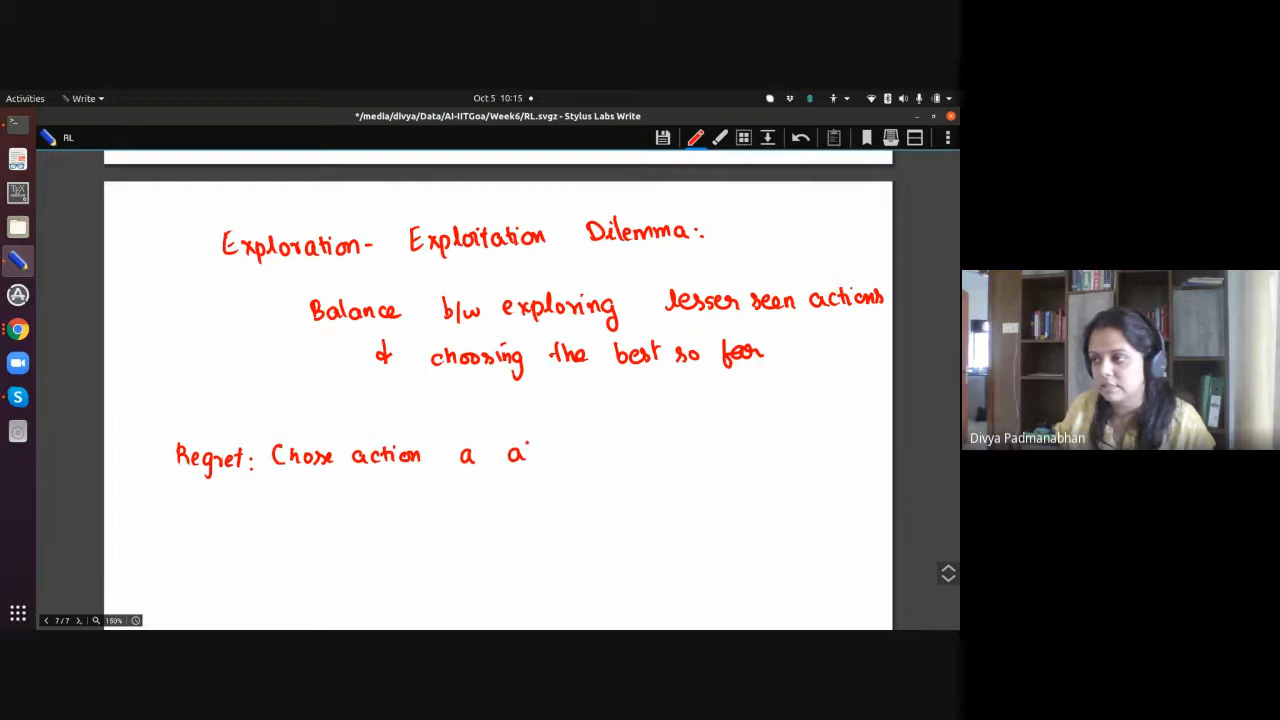 Activities
Write
Oct 5 10:15
*/media/divya/Data/AI-IITGoa/Week6/RL.svgz - Stylus Labs Write
RL
Exploration- Exploitation Dilemma:.
Balance b/w exploring lesser seen actions
& choosing the best so far
Regret: Chose action a a
Divya Padmanabhan
7/7
150%